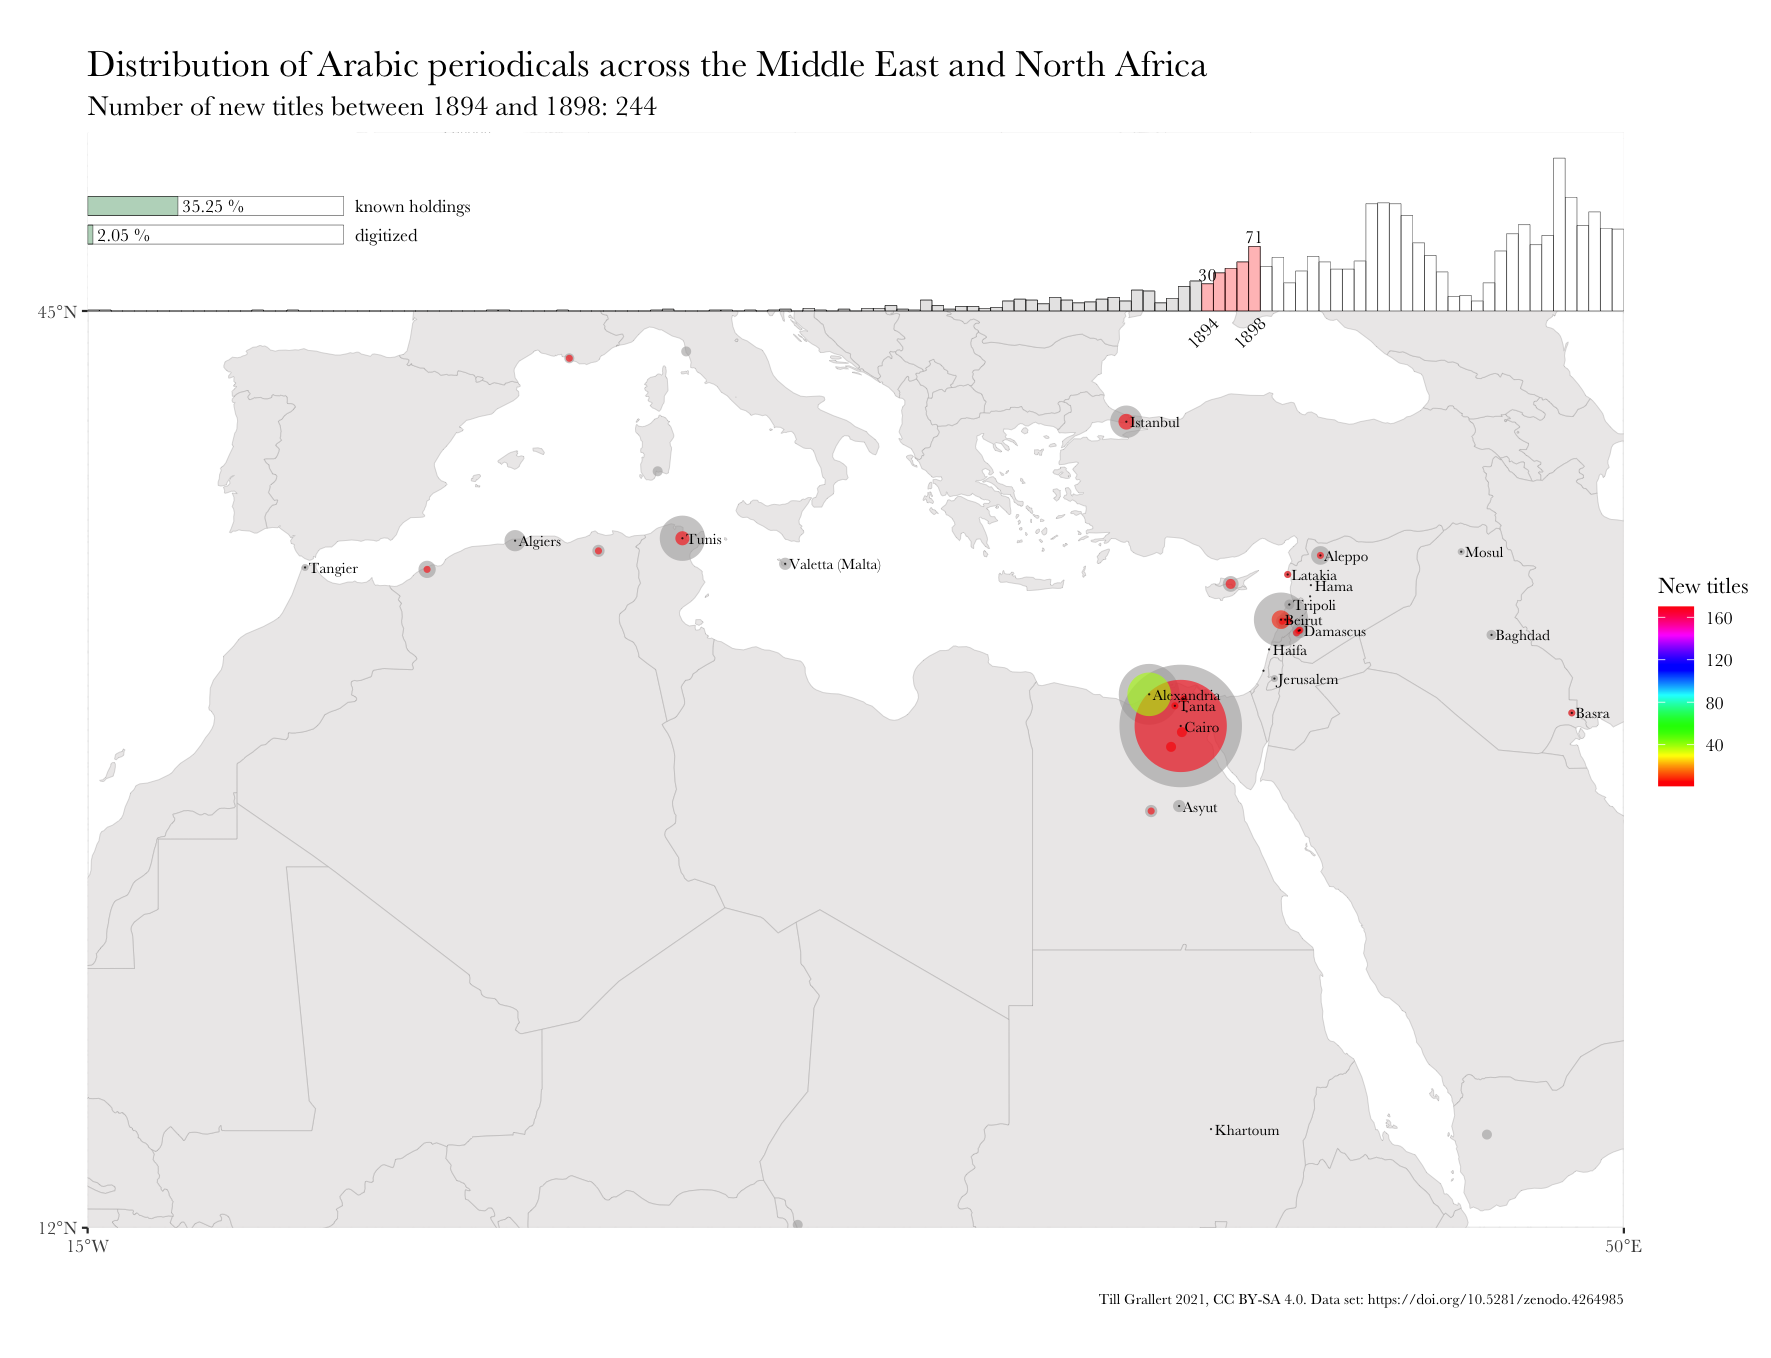 Distribution of Arabic periodicals across the Middle East and North Africa
Number of new titles between 1894 and 1898: 244
35.25 %
known holdings
2.05 %
digitized
71
30
1894
1898
45°N
Istanbul
Algiers
Tunis
Valetta (Malta)
Tangier
Aleppo
Mosul
Latakia
Hama
Tripoli
Beirut
Damascus
Baghdad
Haifa
Jerusalem
Alexandria
Tanta
Cairo
Basra
Asyut
Khartoum
New titles
160
120
80
40
12°N
15°W
50°E
Till Grallert 2021, CC BY-SA 4.0. Data set: https://doi.org/10.5281/zenodo.4264985